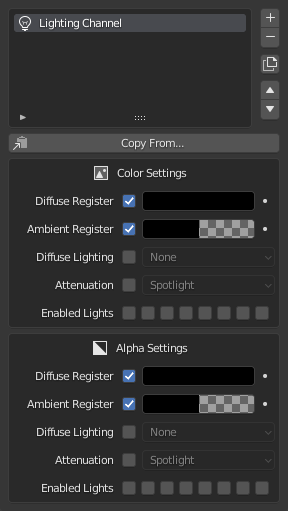 Lighting Channel
Copy From...
Color Settings
Diffuse Register
Ambient Register
Diffuse Lighting None
Attenuation Spotlight
Enabled Lights
Alpha Settings
Diffuse Register
Ambient Register
Diffuse Lighting None
Attenuation Spotlight
Enabled Lights